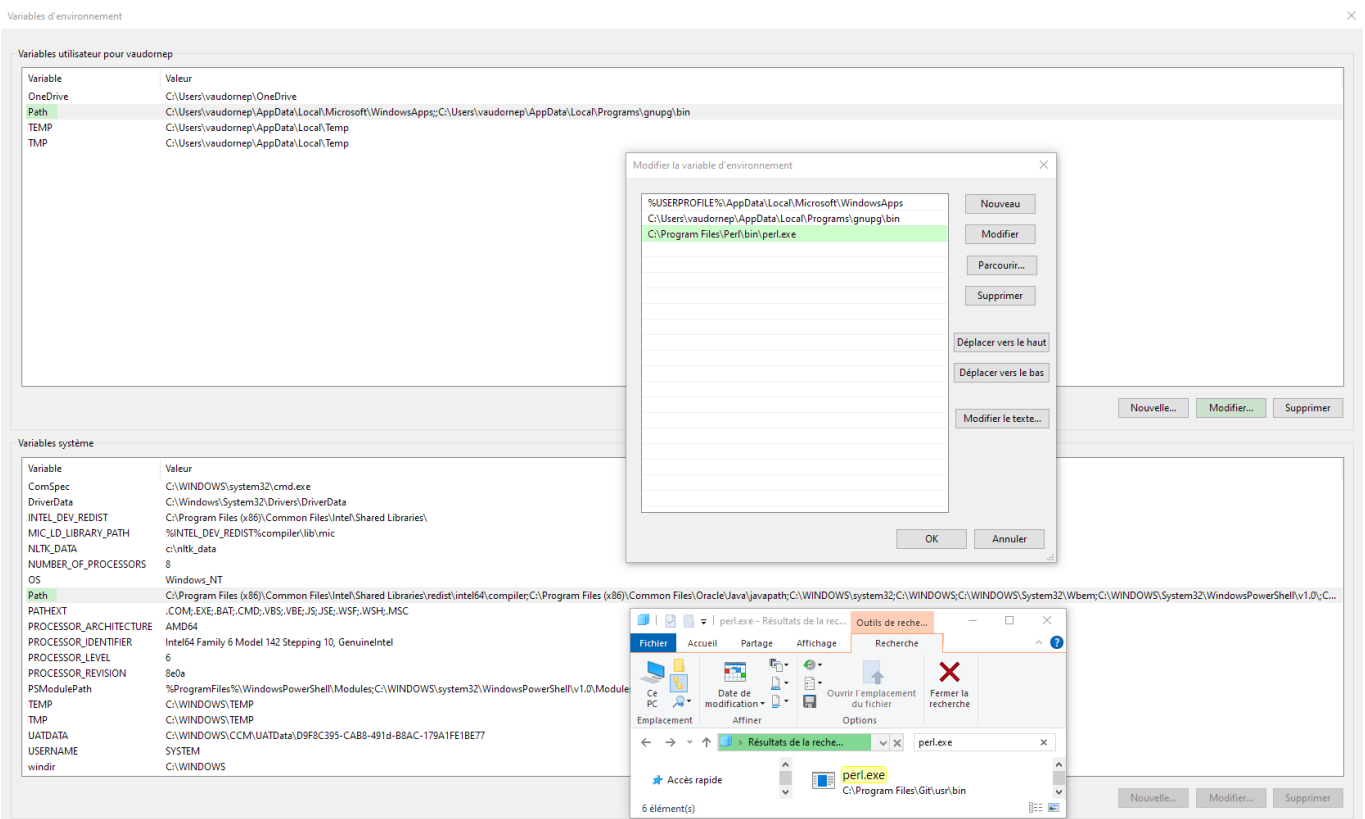 Variables d'environnement
Variables utilisateur pour vaudornep
Variable Valeur
OneDrive C:\Users\vaudornep\OneDrive
Path C:\Users\vaudornep\AppData\Local\Microsoft\WindowsApps;;C:\Users\vaudornep\AppData\Local\Programs\gnupg\bin
TEMP C:\Users\vaudornep\AppData\Local\Temp
TMP C:\Users\vaudornep\AppData\Local\Temp
Nouvelle... Modifier... Supprimer
Modifier la variable d'environnement
%USERPROFILE%\AppData\Local\Microsoft\WindowsApps
C:\Users\vaudornep\AppData\Local\Programs\gnupg\bin
C:\Program Files\Perl\bin\perl.exe
Nouveau
Modifier
Parcourir...
Supprimer
Déplacer vers le haut
Déplacer vers le bas
Modifier le texte...
OK Annuler
Variables système
Variable Valeur
ComSpec C:\WINDOWS\system32\cmd.exe
DriverData C:\Windows\System32\Drivers\DriverData
INTEL_DEV_REDIST C:\Program Files (x86)\Common Files\Intel\Shared Libraries\
MIC_LD_LIBRARY_PATH %INTEL_DEV_REDIST%compiler\lib\mic
NLTK_DATA c:\nltk_data
NUMBER_OF_PROCESSORS 8
OS Windows_NT
Path C:\Program Files (x86)\Common Files\Intel\Shared Libraries\redist\intel64\compiler;C:\Program Files (x86)\Common Files\Oracle\Java\javapath;C:\WINDOWS\system32;C:\WINDOWS;C:\WINDOWS\System32\Wbem;C:\WINDOWS\System32\WindowsPowerShell\v1.0\;C...
PATHEXT .COM;.EXE;.BAT;.CMD;.VBS;.VBE;.JS;.JSE;.WSF;.WSH;.MSC
PROCESSOR_ARCHITECTURE AMD64
PROCESSOR_IDENTIFIER Intel64 Family 6 Model 142 Stepping 10, GenuineIntel
PROCESSOR_LEVEL 6
PROCESSOR_REVISION 8e0a
PSModulePath %ProgramFiles%\WindowsPowerShell\Modules;C:\WINDOWS\system32\WindowsPowerShell\v1.0\Modules
TEMP C:\WINDOWS\TEMP
TMP C:\WINDOWS\TEMP
UATDATA C:\WINDOWS\CCM\UATData\D9F8C395-CAB8-491d-B8AC-179A1FE1BE77
USERNAME SYSTEM
windir C:\WINDOWS
Nouvelle... Modifier... Supprimer
perl.exe - Résultats de la rec... Outils de reche...
Fichier Accueil Partage Affichage Recherche
Ce PC
Date de modification
Ouvrir l'emplacement du fichier
Fermer la recherche
Emplacement Affiner Options
Résultats de la reche... perl.exe
Accès rapide
perl.exe
C:\Program Files\Git\usr\bin
6 élément(s)